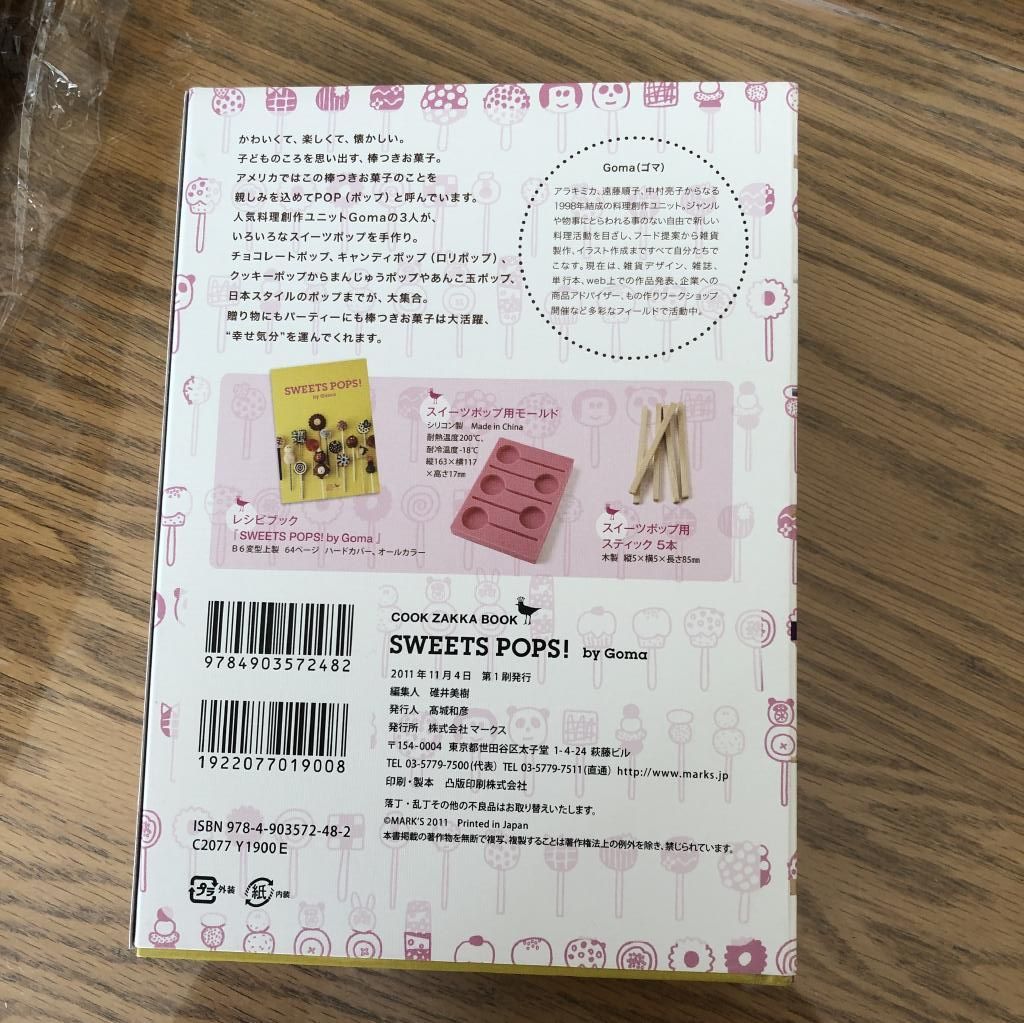 かわいくて、楽しくて、懐かしい。
子どものころを思い出す、棒つきお菓子。
アメリカではこの棒つきお菓子のことを
親しみを込めてPOP（ポップ）と呼んでいます。
人気料理創作ユニットGomaの3人が、
いろいろなスイーツポップを手作り。
チョコレートポップ、キャンディポップ（ロリポップ）、
クッキーポップからまんじゅうポップやあんこ玉ポップ、
日本スタイルのポップまでが、大集合。
贈り物にもパーティーにも棒つきお菓子は大活躍、
“幸せ気分”を運んでくれます。
Goma（ゴマ）
アラキミカ、遠藤順子、中村亮子からなる
1998年結成の料理創作ユニット。ジャンル
や物事にとらわれる事のない自由で新しい
料理活動を目ざし、フード提案から雑貨
製作、イラスト作成まですべて自分たちで
こなす。現在は、雑貨デザイン、雑誌、
単行本、web上での作品発表、企業への
商品アドバイザー、もの作りワークショップ
開催など多彩なフィールドで活動中。
SWEETS POPS!
by Goma
レシピブック
「SWEETS POPS! by Goma」
B6変型上製 64ページ ハードカバー、オールカラー
スイーツポップ用モールド
シリコン製 Made in China
耐熱温度200℃、
耐冷温度-18℃
縦163×横117
×高さ17mm
スイーツポップ用
スティック 5本
木製 縦5×横5×長さ85mm
9784903572482
1922077019008
ISBN 978-4-903572-48-2
C2077 Y1900E
プラ 外装
紙 内装
COOK ZAKKA BOOK
SWEETS POPS! by Goma
2011年11月4日 第1刷発行
編集人 碓井美樹
発行人 髙城和彦
発行所 株式会社マークス
〒154-0004 東京都世田谷区太子堂 1-4-24 萩藤ビル
TEL 03-5779-7500(代表) TEL 03-5779-7511(直通) http://www.marks.jp
印刷・製本 凸版印刷株式会社
落丁・乱丁その他の不良品はお取り替えいたします。
©MARK'S 2011 Printed in Japan
本書掲載の著作物を無断で複写、複製することは著作権法上の例外を除き、禁じられています。